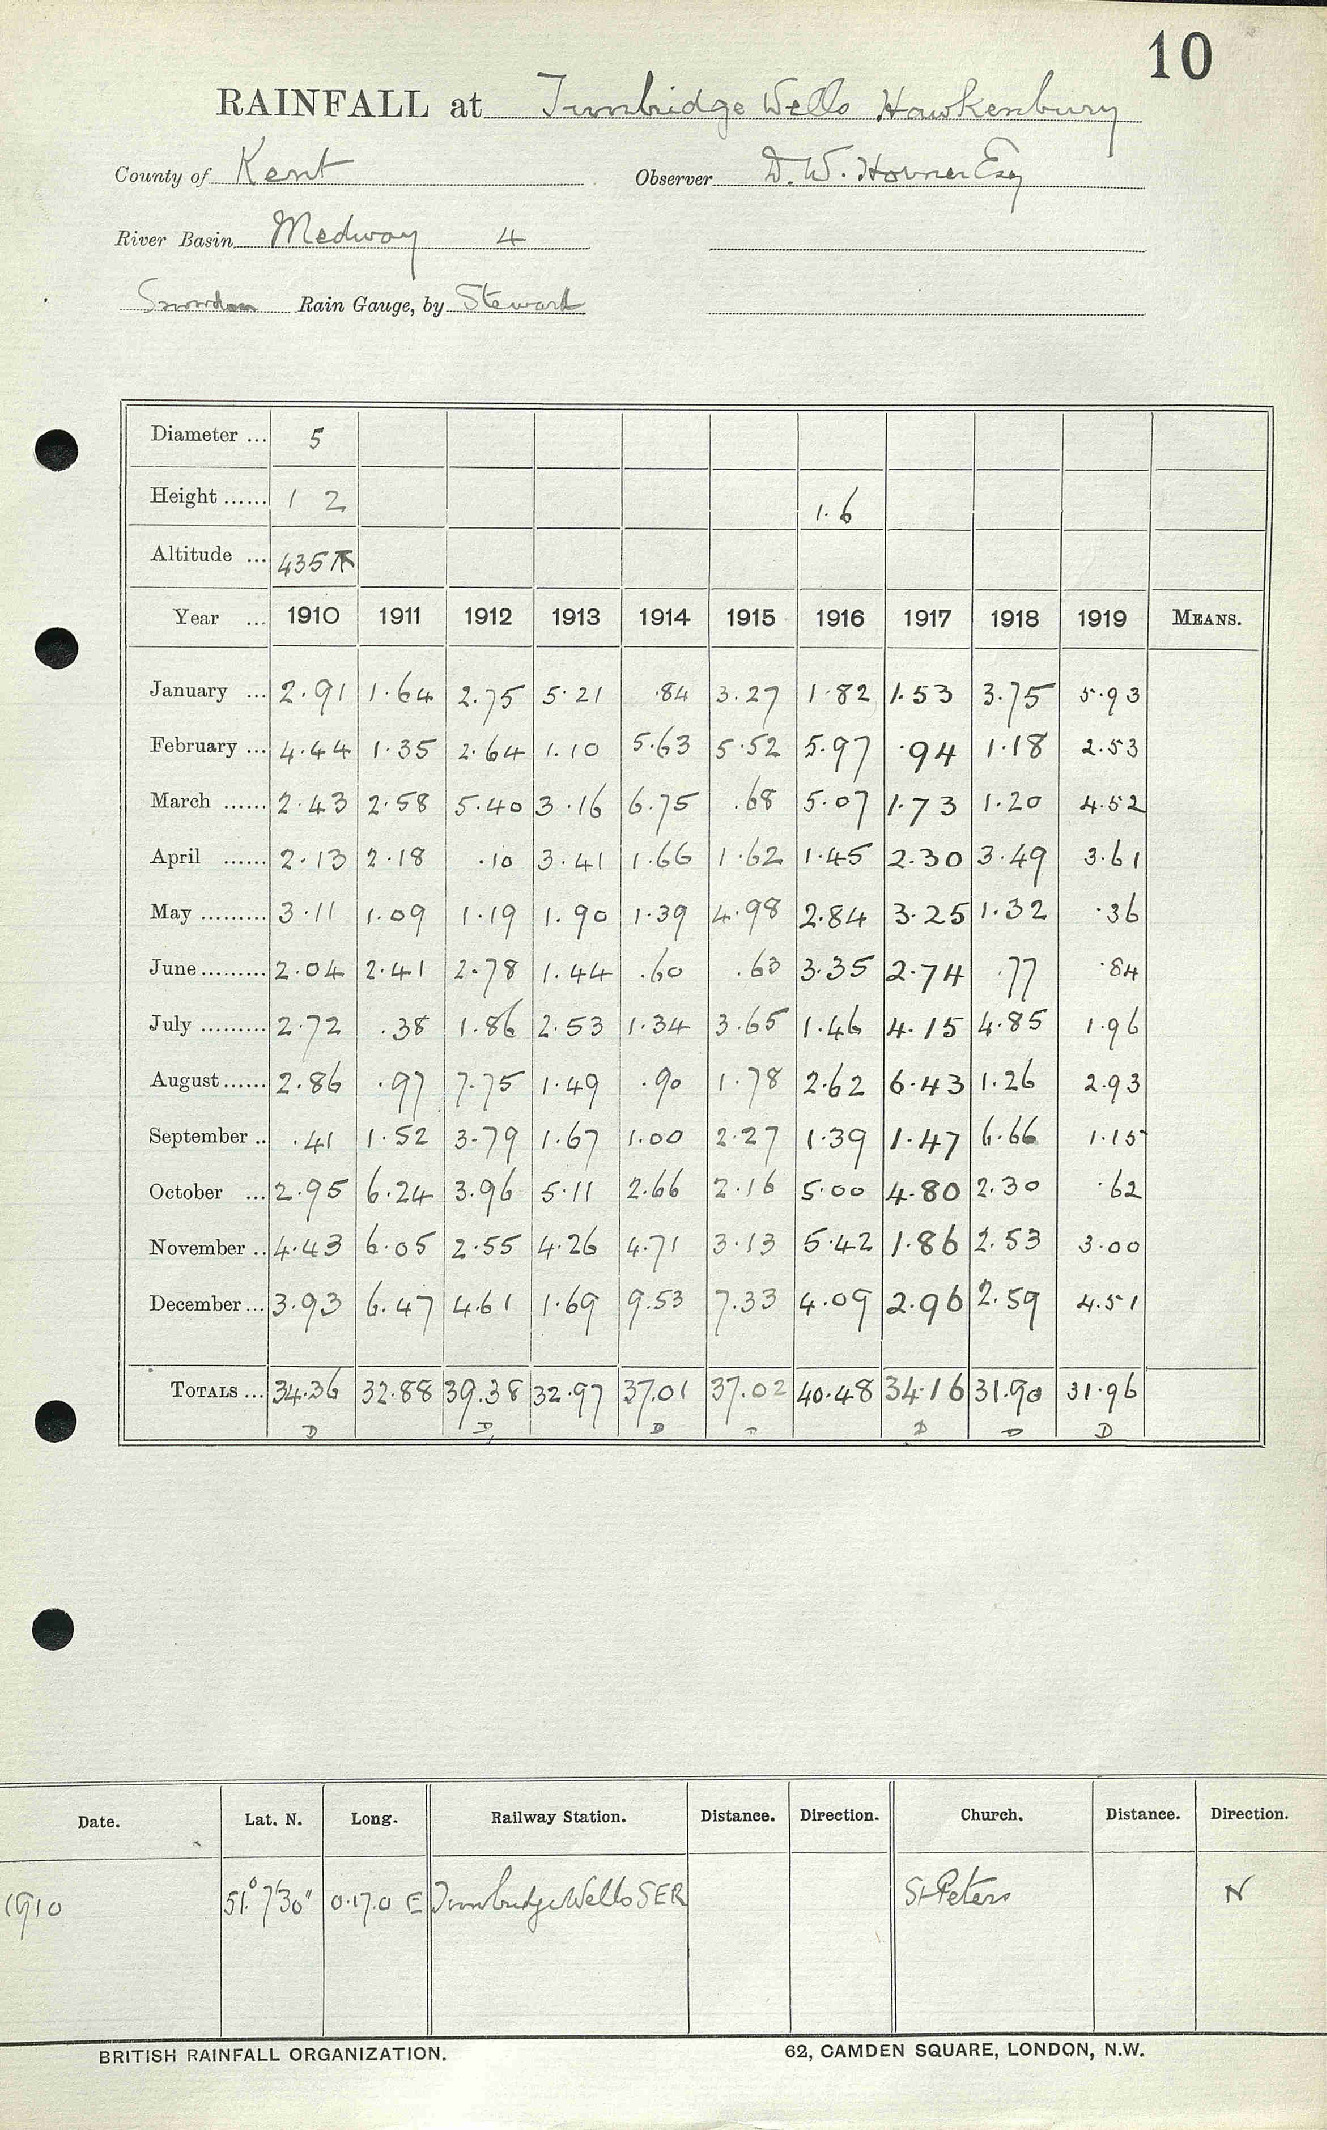 10
RAINFALL at Tunbridge Wells Hawkenbury
County of Kent Observer D. W. Horner Esq
River Basin Medway 4
Snowdon Rain Gauge, by Stewart
Diameter ... 5
Height ...... 1 2 1.6
Altitude ... 435
Year ... 1910 1911 1912 1913 1914 1915 1916 1917 1918 1919 MEANS.
January ... 2.91 1.64 2.75 5.21 .84 3.27 1.82 1.53 3.75 5.93
February ... 4.44 1.35 2.64 1.10 5.63 5.52 5.97 .94 1.18 2.53
March ...... 2.43 2.58 5.40 3.16 6.75 .68 5.07 1.73 1.20 4.52
April ...... 2.13 2.18 .10 3.41 1.66 1.62 1.45 2.30 3.49 3.61
May ......... 3.11 1.09 1.19 1.90 1.39 4.98 2.84 3.25 1.32 .36
June ......... 2.04 2.41 2.78 1.44 .60 .63 3.35 2.74 .77 .84
July ......... 2.72 .38 1.86 2.53 1.34 3.65 1.46 4.15 4.85 1.96
August ...... 2.86 .97 7.75 1.49 .90 1.78 2.62 6.43 1.26 2.93
September .. .41 1.52 3.79 1.67 1.00 2.27 1.39 1.47 6.66 1.15
October ... 2.95 6.24 3.96 5.11 2.66 2.16 5.00 4.80 2.30 .62
November .. 4.43 6.05 2.55 4.26 4.71 3.13 5.42 1.86 2.53 3.00
December ... 3.93 6.47 4.61 1.69 9.53 7.33 4.09 2.96 2.59 4.51
TOTALS ... 34.36 32.88 39.38 32.97 37.01 37.02 40.48 34.16 31.90 31.96
D D D D D D
Date. Lat. N. Long. Railway Station. Distance. Direction. Church. Distance. Direction.
1910 51° 7'30" 0.17.0 E Tunbridge Wells SER St Peters N
BRITISH RAINFALL ORGANIZATION. 62, CAMDEN SQUARE, LONDON, N.W.